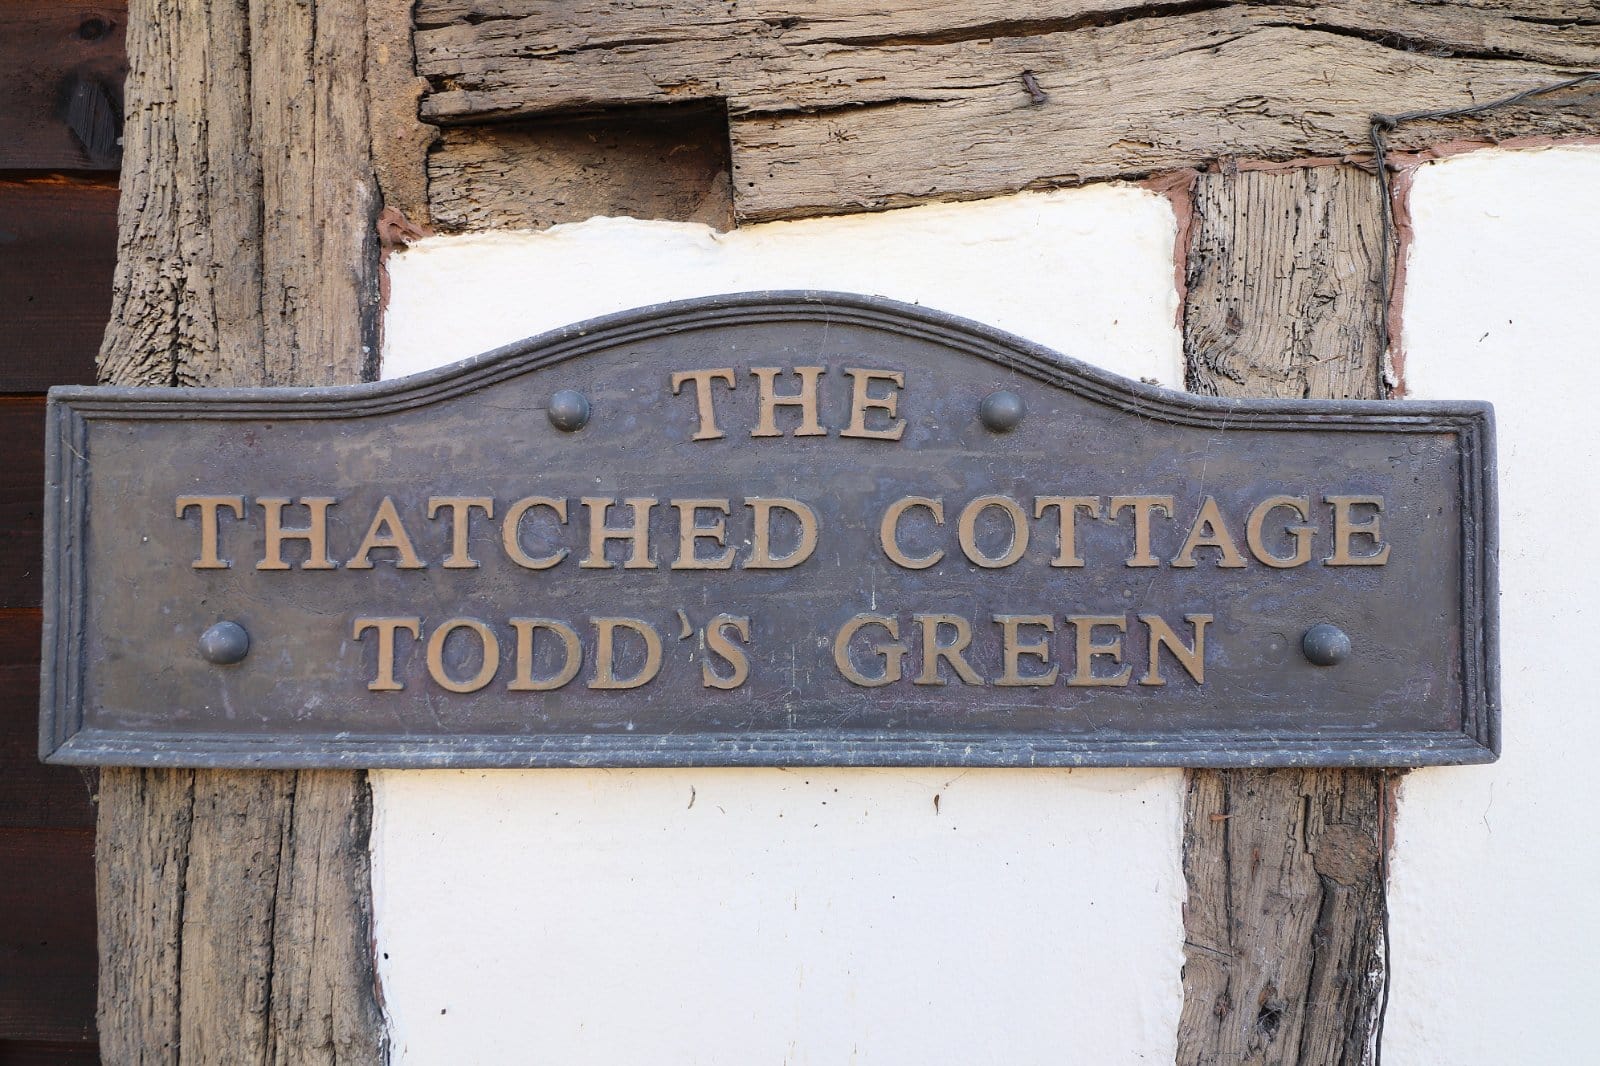 THE
THATCHED COTTAGE
TODD'S GREEN